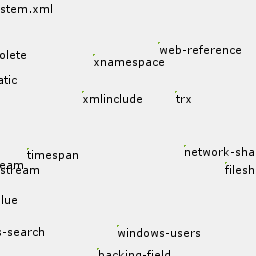 stem.xml
web-reference
olete
xnamespace
atic
xmlinclude
trx
timespan
network-sha
eam
stream
filesh
lue
s-search
windows-users
backing-field